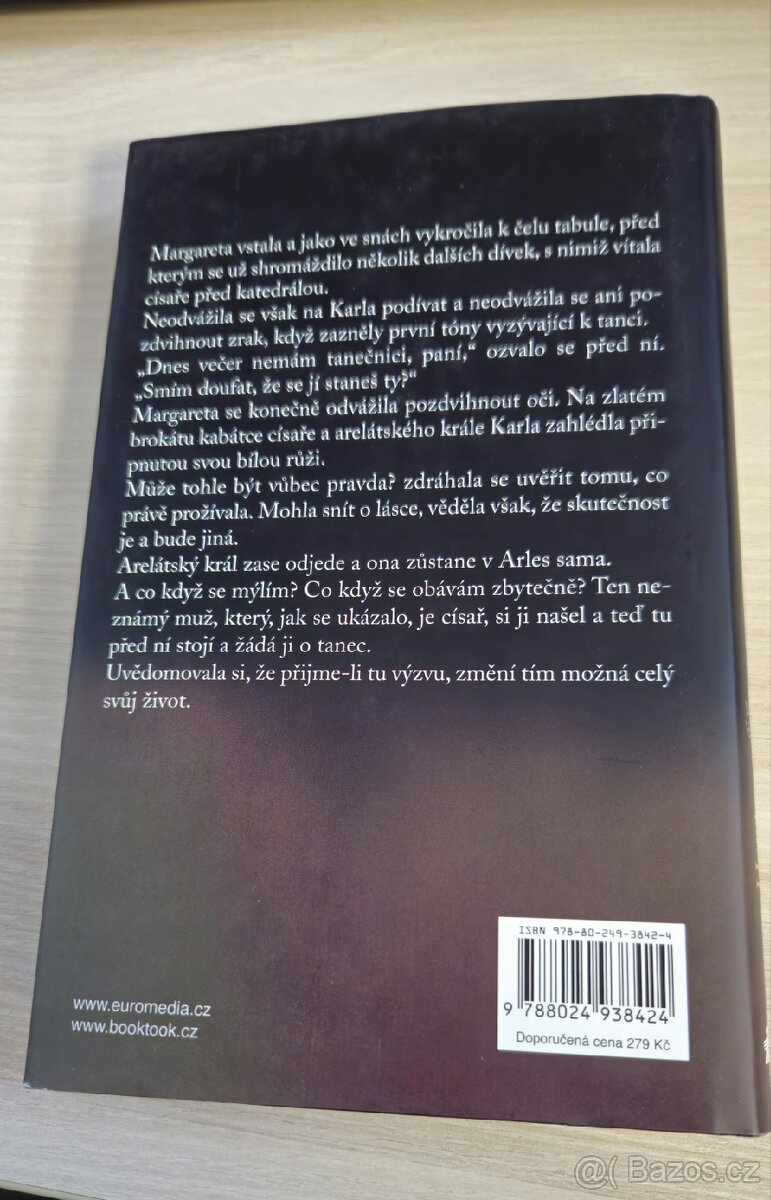 Margareta vstala a jako ve snách vykročila k čelu tabule, před
kterým se už shromáždilo několik dalších dívek, s nimiž vítala
císaře před katedrálou.
Neodvážila se však na Karla podívat a neodvážila se ani po-
zdvihnout zrak, když zazněly první tóny vyzývající k tanci.
„Dnes večer nemám tanečnici, paní,“ ozvalo se před ní.
„Smím doufat, že se jí staneš ty?“
Margareta se konečně odvážila pozdvihnout oči. Na zlatém
brokátu kabátce císaře a arelátského krále Karla zahlédla při-
pnutou svou bílou růži.
Může tohle být vůbec pravda? zdráhala se uvěřit tomu, co
právě prožívala. Mohla snít o lásce, věděla však, že skutečnost
je a bude jiná.
Arelátský král zase odjede a ona zůstane v Arles sama.
A co když se mýlím? Co když se obávám zbytečně? Ten ne-
známý muž, který, jak se ukázalo, je císař, si ji našel a teď tu
před ní stojí a žádá ji o tanec.
Uvědomovala si, že přijme-li tu výzvu, změní tím možná celý
svůj život.
www.euromedia.cz
www.booktook.cz
ISBN 978-80-249-3842-4
9 788024 938424
Doporučená cena 279 Kč
@( Bazos.cz